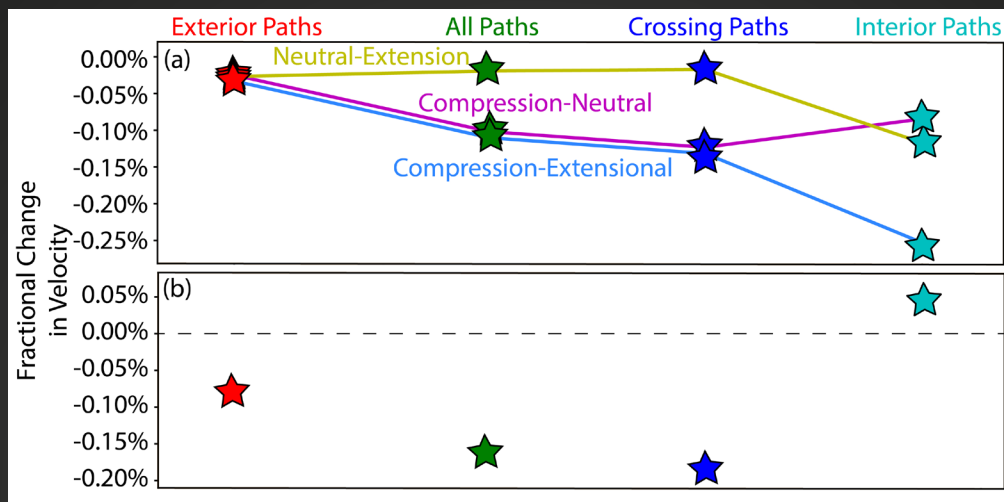 Exterior Paths All Paths Crossing Paths Interior Paths
(a)
Neutral-Extension
Compression-Neutral
Compression-Extensional
0.00%
-0.05%
-0.10%
-0.15%
-0.20%
-0.25%
Fractional Change
in Velocity
(b)
0.05%
0.00%
-0.05%
-0.10%
-0.15%
-0.20%